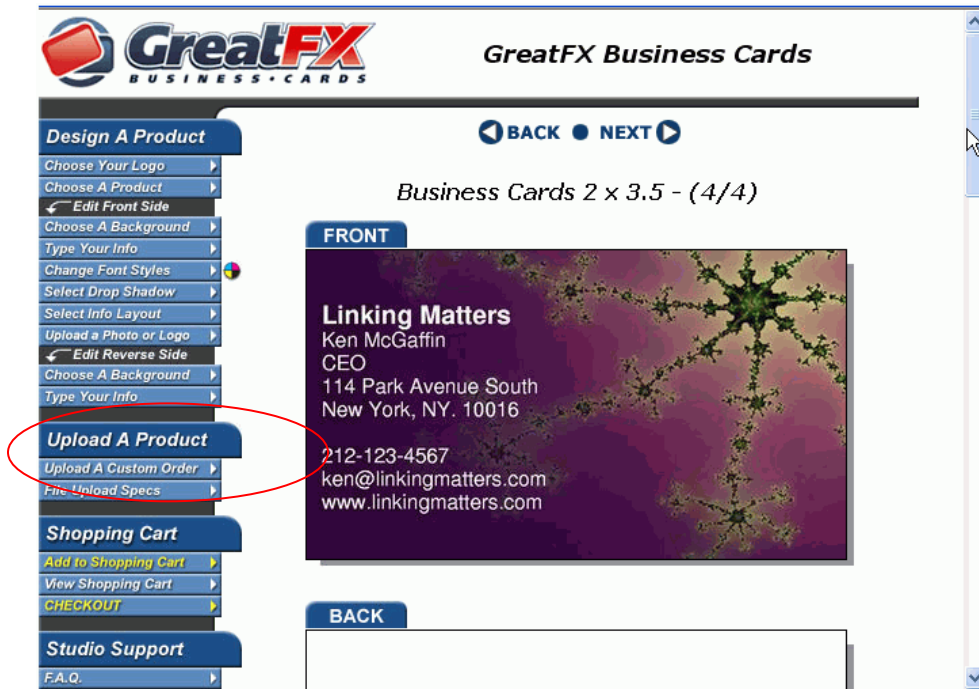 GreatFX
BUSINESS • CARDS
GreatFX Business Cards
BACK ● NEXT
Business Cards 2 x 3.5 - (4/4)
Design A Product
Choose Your Logo
Choose A Product
Edit Front Side
Choose A Background
Type Your Info
Change Font Styles
Select Drop Shadow
Select Info Layout
Upload a Photo or Logo
Edit Reverse Side
Choose A Background
Type Your Info
Upload A Product
Upload A Custom Order
File Upload Specs
Shopping Cart
Add to Shopping Cart
View Shopping Cart
CHECKOUT
Studio Support
F.A.Q.
FRONT
Linking Matters
Ken McGaffin
CEO
114 Park Avenue South
New York, NY. 10016
212-123-4567
ken@linkingmatters.com
www.linkingmatters.com
BACK